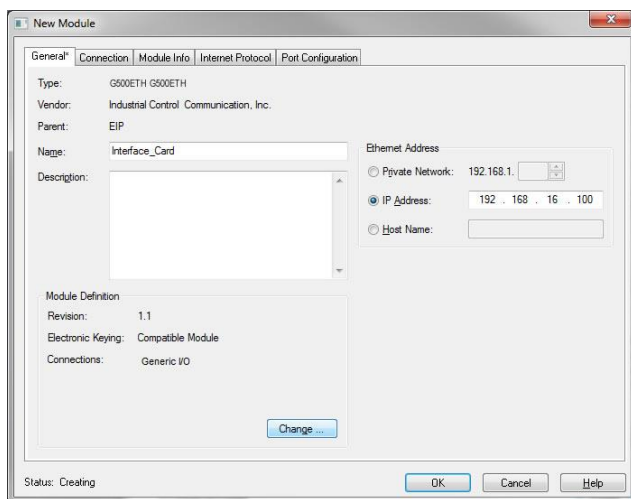 New Module
General* Connection Module Info Internet Protocol Port Configuration
Type: G500ETH G500ETH
Vendor: Industrial Control Communication, Inc.
Parent: EIP
Name: Interface_Card
Description:
Ethernet Address
Private Network: 192.168.1.
IP Address: 192 . 168 . 16 . 100
Host Name:
Module Definition
Revision: 1.1
Electronic Keying: Compatible Module
Connections: Generic I/O
Change ...
Status: Creating
OK Cancel Help